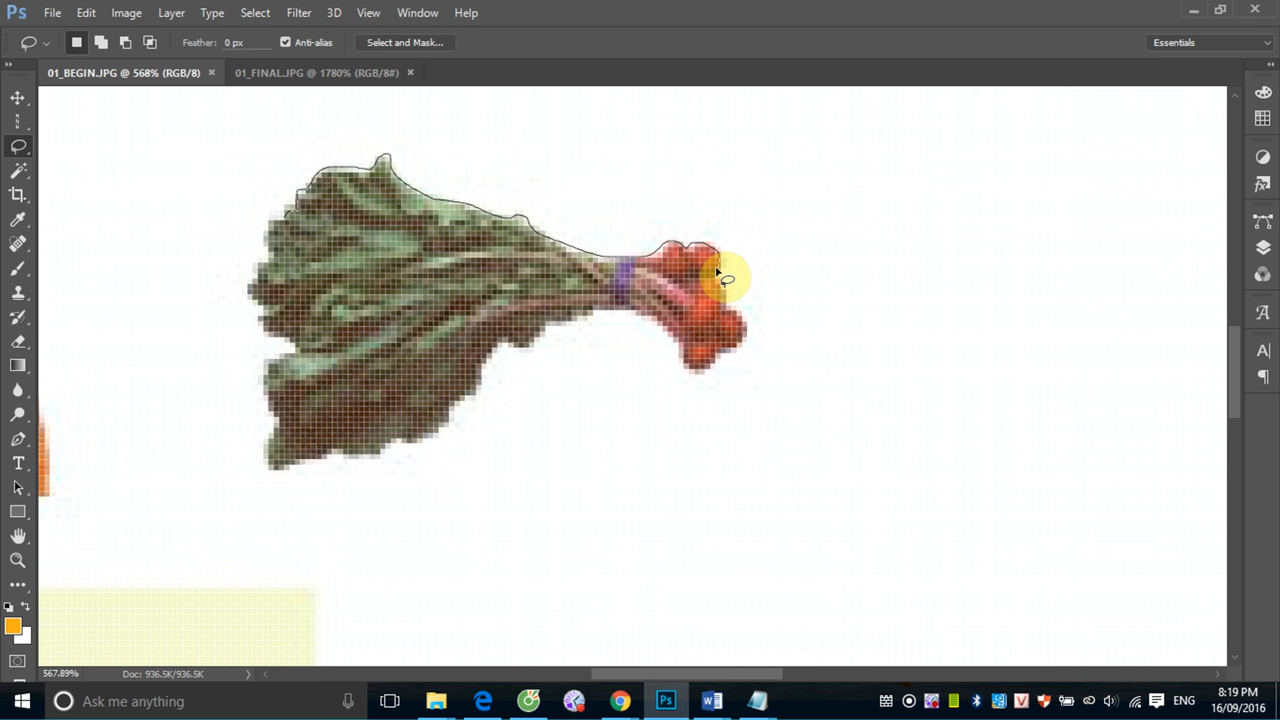 Ps File Edit Image Layer Type Select Filter 3D View Window Help
Feather: 0 px Anti-alias Select and Mask... Essentials
01_BEGIN.JPG @ 568% (RGB/8) × 01_FINAL.JPG @ 1780% (RGB/8#) ×
567.89% Doc: 936.5K/936.5K
Ask me anything
ENG
8:19 PM
16/09/2016